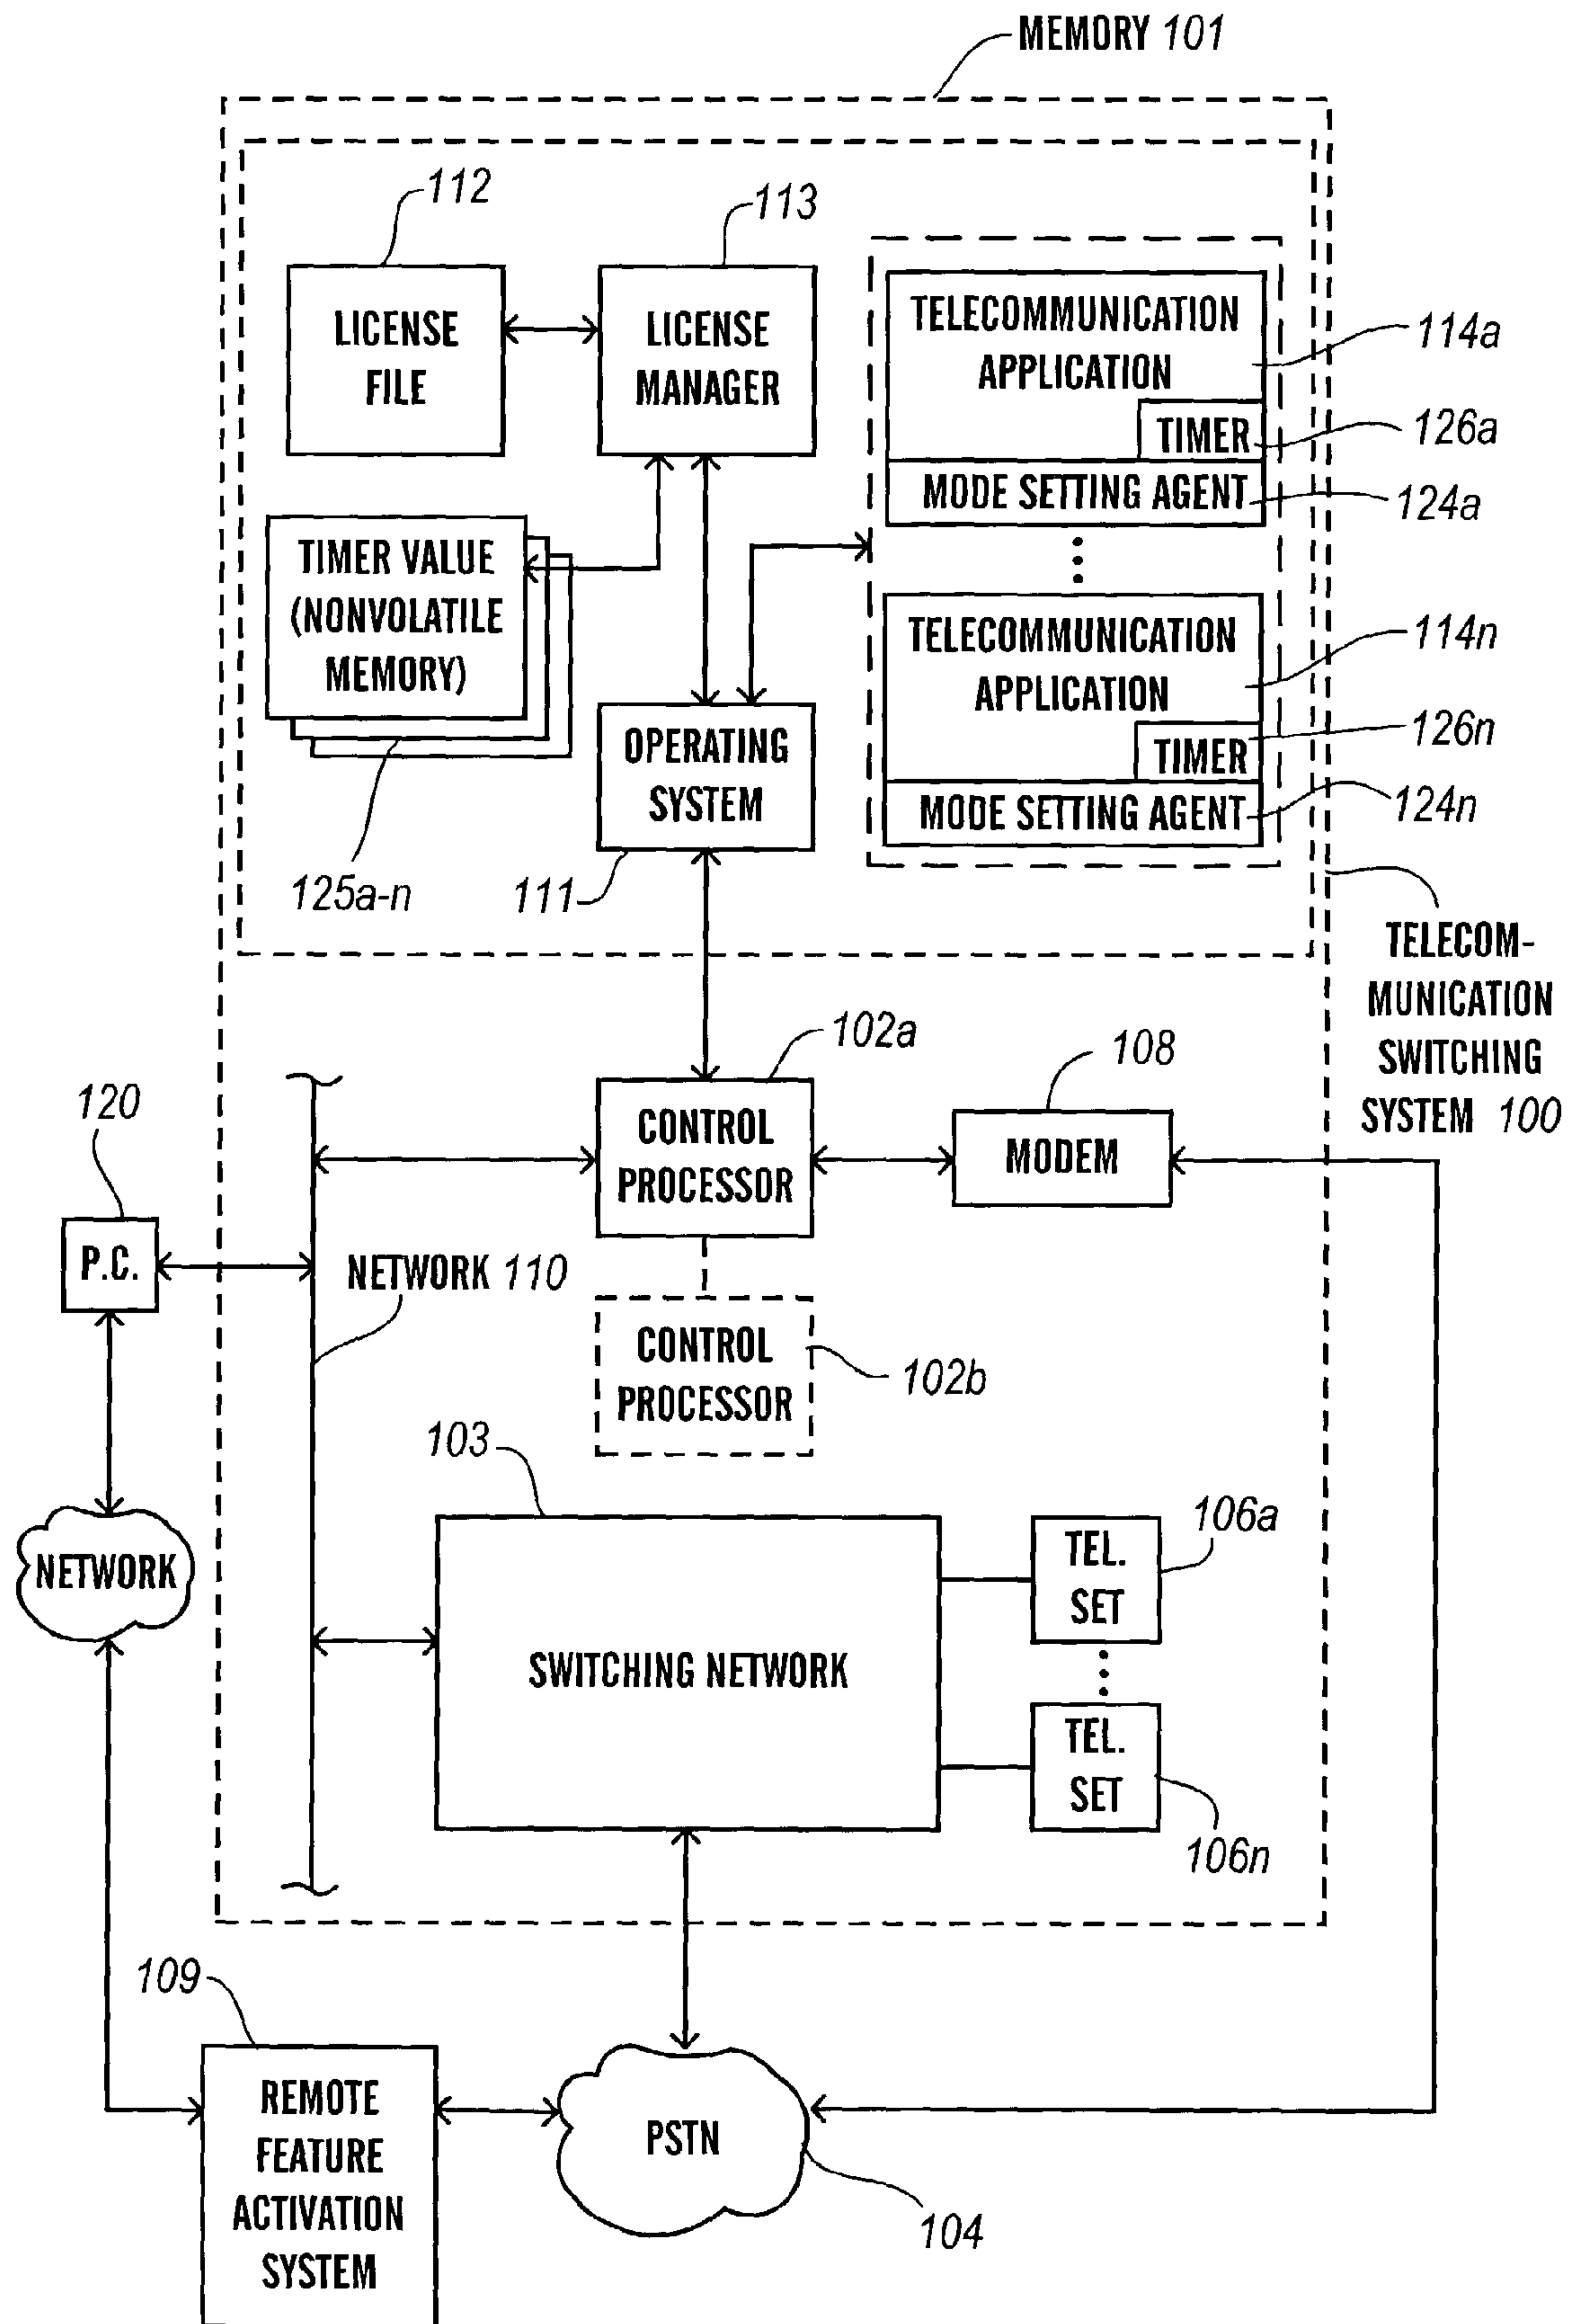 MEMORY 101
112
113
LICENSE
FILE
LICENSE
MANAGER
TELECOMMUNICATION
APPLICATION
114a
TIMER
126a
MODE SETTING AGENT
124a
TIMER VALUE
(NONVOLATILE
MEMORY)
125a-n
TELECOMMUNICATION
APPLICATION
114n
TIMER
126n
MODE SETTING AGENT
124n
OPERATING
SYSTEM
111
TELECOM-
MUNICATION
SWITCHING
SYSTEM 100
102a
CONTROL
PROCESSOR
108
MODEM
120
P.C.
NETWORK 110
CONTROL
PROCESSOR
102b
103
SWITCHING NETWORK
TEL.
SET
106a
TEL.
SET
106n
NETWORK
109
REMOTE
FEATURE
ACTIVATION
SYSTEM
PSTN
104